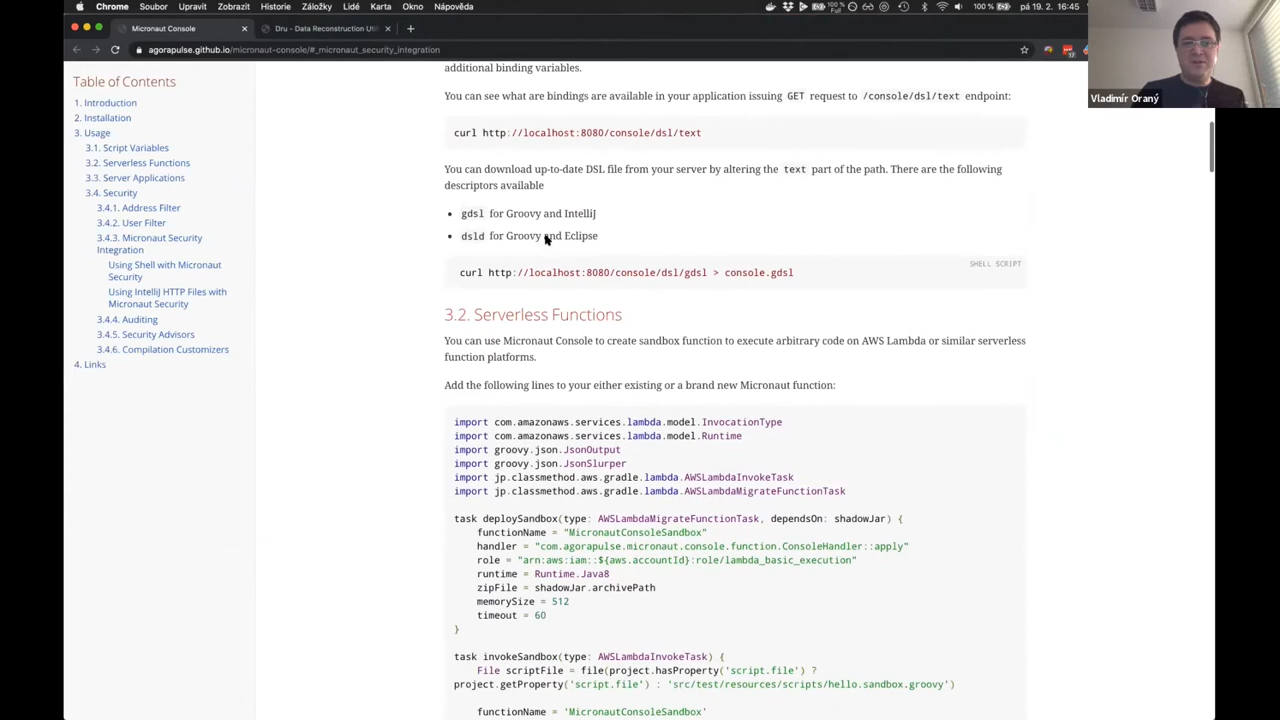 Chrome Soubor Upravit Zobrazit Historie Záložky Lidé Karta Okno Nápověda 100 % Full 100 % pá 19. 2. 16:45
Micronaut Console
Dru - Data Reconstruction Uti
agorapulse.github.io/micronaut-console/#_micronaut_security_integration
Vladimír Oraný
Table of Contents
1. Introduction
2. Installation
3. Usage
3.1. Script Variables
3.2. Serverless Functions
3.3. Server Applications
3.4. Security
3.4.1. Address Filter
3.4.2. User Filter
3.4.3. Micronaut Security
Integration
Using Shell with Micronaut
Security
Using IntelliJ HTTP Files with
Micronaut Security
3.4.4. Auditing
3.4.5. Security Advisors
3.4.6. Compilation Customizers
4. Links
additional binding variables.
You can see what are bindings are available in your application issuing GET request to /console/dsl/text endpoint:
curl http://localhost:8080/console/dsl/text
You can download up-to-date DSL file from your server by altering the text part of the path. There are the following
descriptors available
• gdsl for Groovy and IntelliJ
• dsld for Groovy and Eclipse
SHELL SCRIPT
curl http://localhost:8080/console/dsl/gdsl > console.gdsl
3.2. Serverless Functions
You can use Micronaut Console to create sandbox function to execute arbitrary code on AWS Lambda or similar serverless
function platforms.
Add the following lines to your either existing or a brand new Micronaut function:
import com.amazonaws.services.lambda.model.InvocationType
import com.amazonaws.services.lambda.model.Runtime
import groovy.json.JsonOutput
import groovy.json.JsonSlurper
import jp.classmethod.aws.gradle.lambda.AWSLambdaInvokeTask
import jp.classmethod.aws.gradle.lambda.AWSLambdaMigrateFunctionTask
task deploySandbox(type: AWSLambdaMigrateFunctionTask, dependsOn: shadowJar) {
functionName = "MicronautConsoleSandbox"
handler = "com.agorapulse.micronaut.console.function.ConsoleHandler::apply"
role = "arn:aws:iam::${aws.accountId}:role/lambda_basic_execution"
runtime = Runtime.Java8
zipFile = shadowJar.archivePath
memorySize = 512
timeout = 60
}
task invokeSandbox(type: AWSLambdaInvokeTask) {
File scriptFile = file(project.hasProperty('script.file') ?
project.getProperty('script.file') : 'src/test/resources/scripts/hello.sandbox.groovy')
functionName = 'MicronautConsoleSandbox'